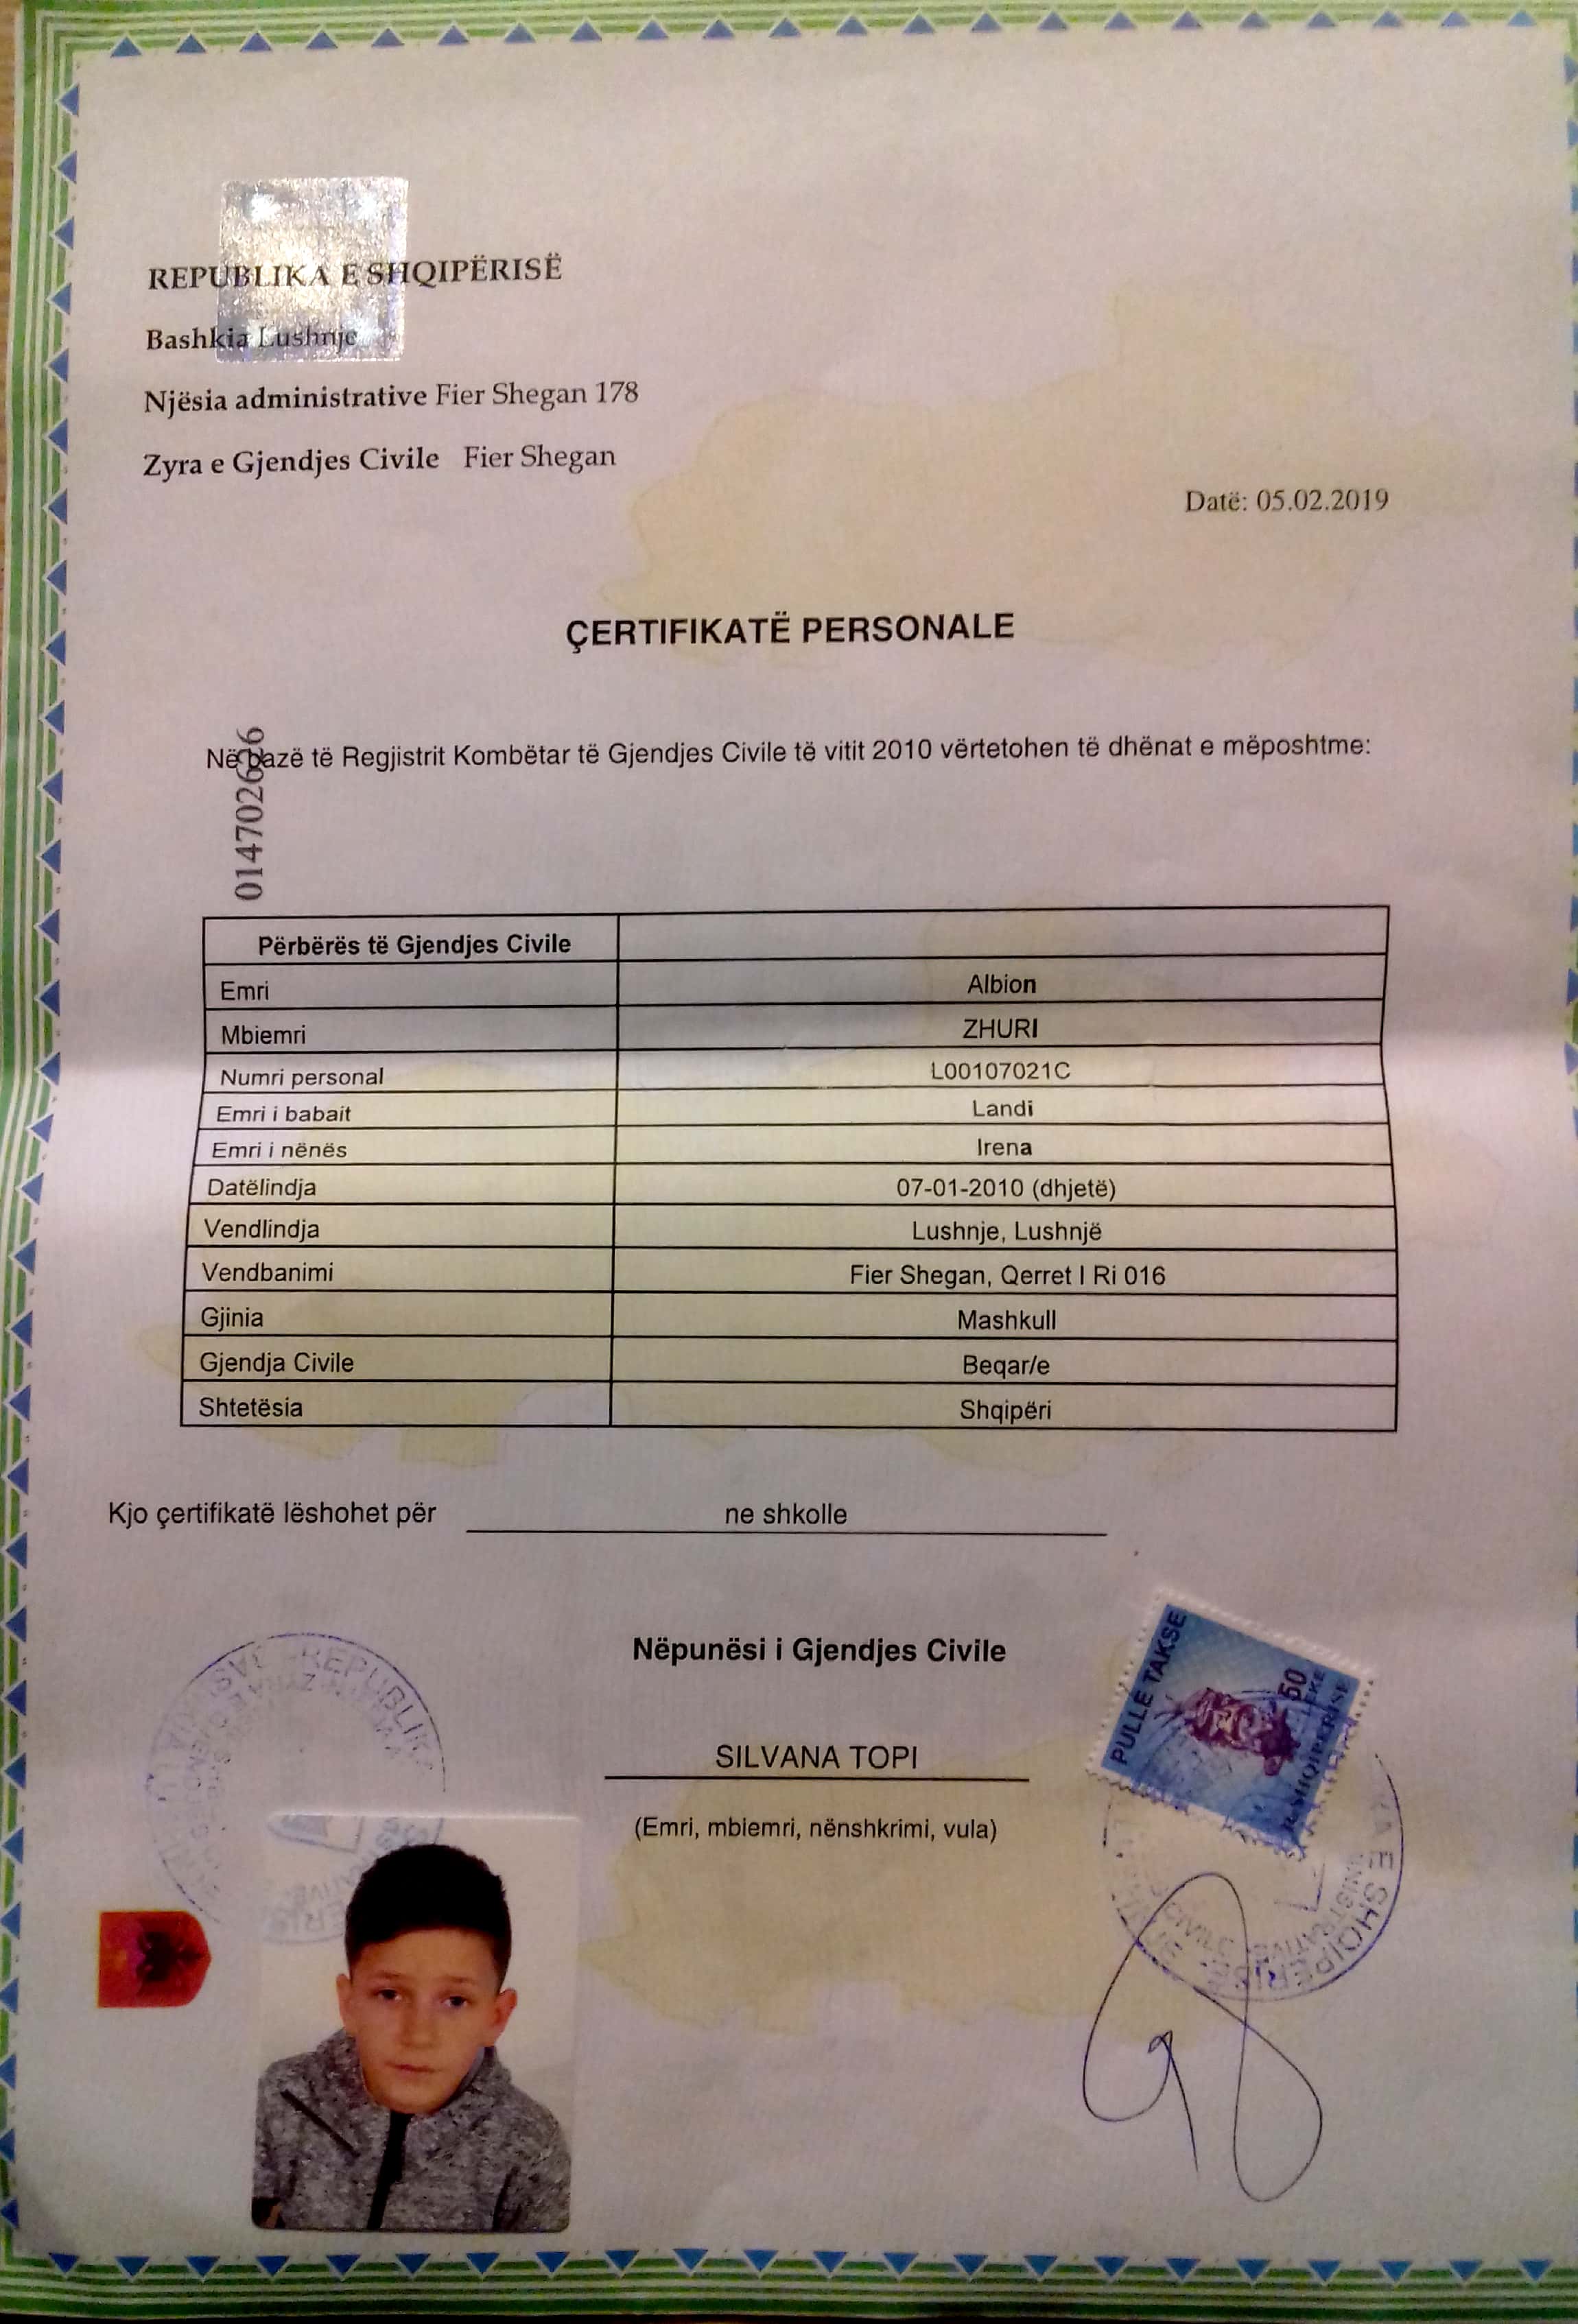 REPUBLIKA E SHQIPËRISË
Bashkia Lushnje
Njësia administrative Fier Shegan 178
Zyra e Gjendjes Civile Fier Shegan
Datë: 05.02.2019
ÇERTIFIKATË PERSONALE
Në bazë të Regjistrit Kombëtar të Gjendjes Civile të vitit 2010 vërtetohen të dhënat e mëposhtme:
Përbërës të Gjendjes Civile
Emri Albion
Mbiemri ZHURI
Numri personal L00107021C
Emri i babait Landi
Emri i nënës Irena
Datëlindja 07-01-2010 (dhjetë)
Vendlindja Lushnje, Lushnjë
Vendbanimi Fier Shegan, Qerret I Ri 016
Gjinia Mashkull
Gjendja Civile Beqar/e
Shtetësia Shqipëri
Kjo çertifikatë lëshohet për ne shkolle
Nëpunësi i Gjendjes Civile
SILVANA TOPI
(Emri, mbiemri, nënshkrimi, vula)
PULLE TAKSE
50
LEKE
R. SHQIPERISE
REPUBLIKA
E SHQIPËRISË